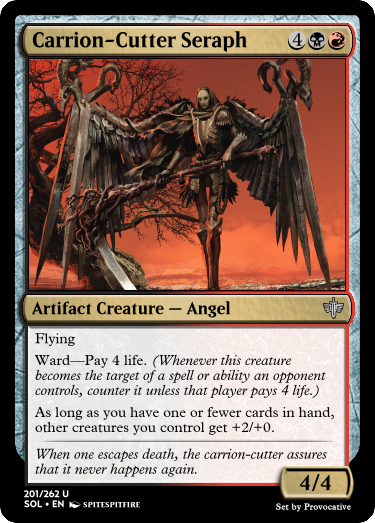 Carrion-Cutter Seraph 4
Artifact Creature — Angel
Flying
Ward—Pay 4 life. (Whenever this creature
becomes the target of a spell or ability an opponent
controls, counter it unless that player pays 4 life.)
As long as you have one or fewer cards in hand,
other creatures you control get +2/+0.
When one escapes death, the carrion-cutter assures
that it never happens again.
4/4
201/262 U
SOL • EN SPITESPITFIRE
Set by Provocative